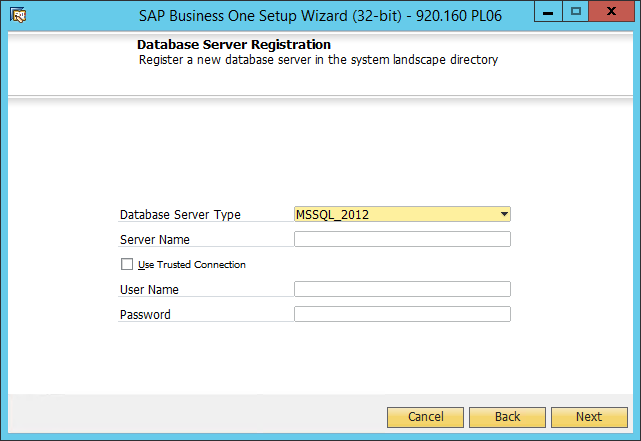 SAP Business One Setup Wizard (32-bit) - 920.160 PL06
Database Server Registration
Register a new database server in the system landscape directory
Database Server Type MSSQL_2012
Server Name
Use Trusted Connection
User Name
Password
Cancel Back Next